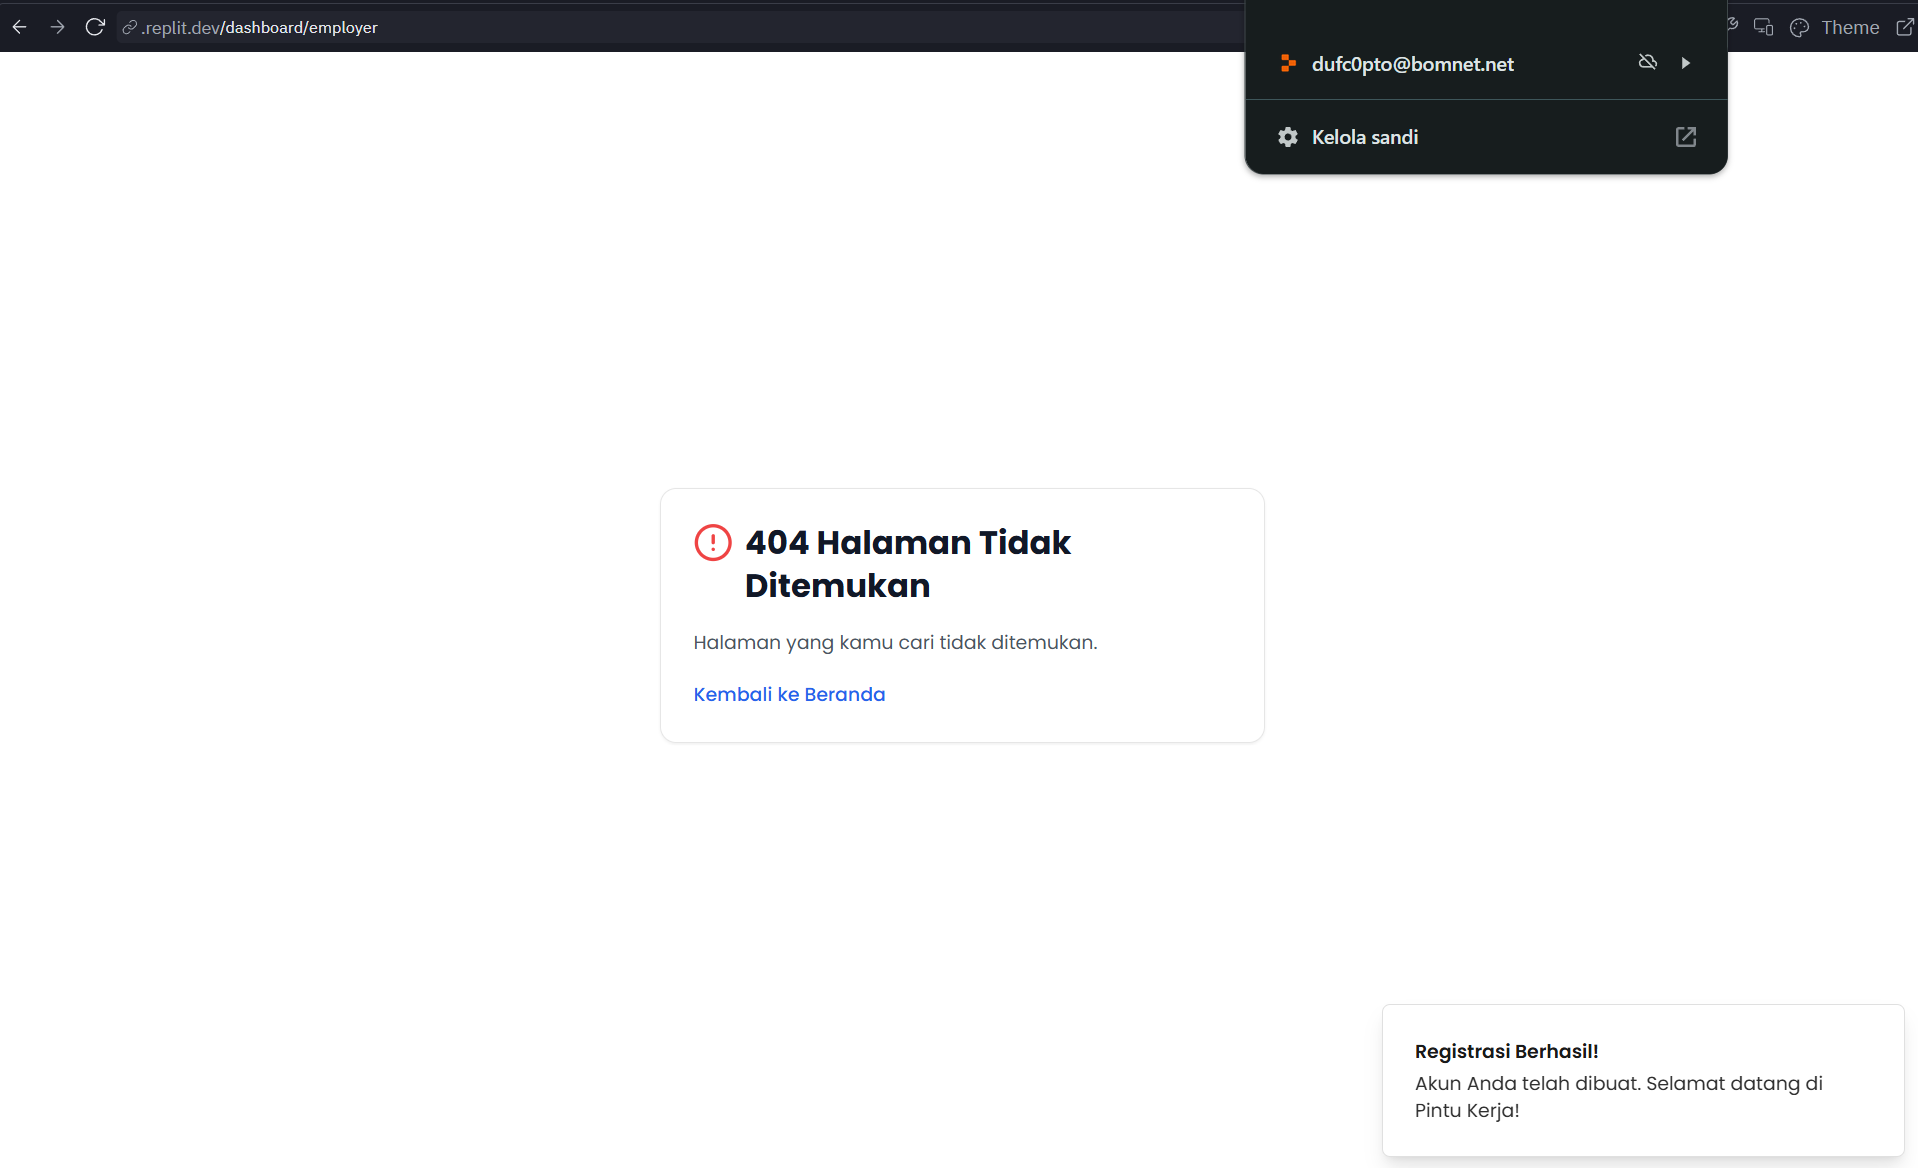 .replit.dev/dashboard/employer
Theme
dufc0pto@bomnet.net
Kelola sandi
404 Halaman Tidak
Ditemukan
Halaman yang kamu cari tidak ditemukan.
Kembali ke Beranda
Registrasi Berhasil!
Akun Anda telah dibuat. Selamat datang di
Pintu Kerja!